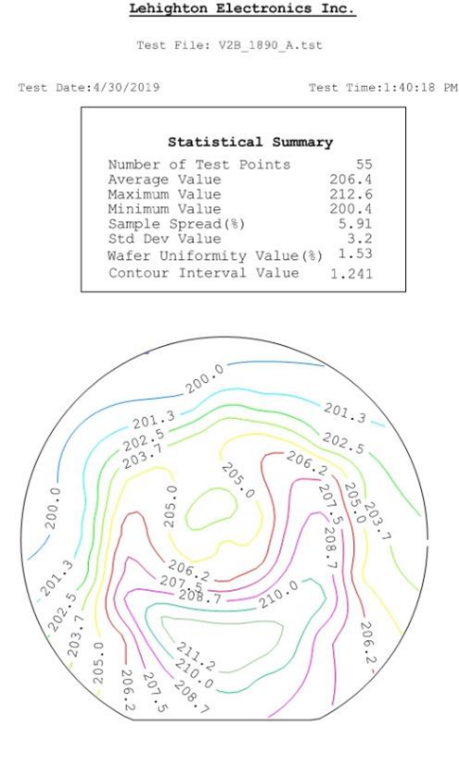 Lehighton Electronics Inc.
Test File: V2B_1890_A.tst
Test Date:4/30/2019 Test Time:1:40:18 PM
Statistical Summary
Number of Test Points 55
Average Value 206.4
Maximum Value 212.6
Minimum Value 200.4
Sample Spread(%) 5.91
Std Dev Value 3.2
Wafer Uniformity Value(%) 1.53
Contour Interval Value 1.241
200.0
201.3
201.3
202.5
202.5
203.7
205.0
206.2
207.5
205.0
203.7
205.0
200.0
208.7
206.2
207.5
208.7
210.0
201.3
202.5
203.7
205.0
206.2
207.5
208.7
211.2
210.0
206.2